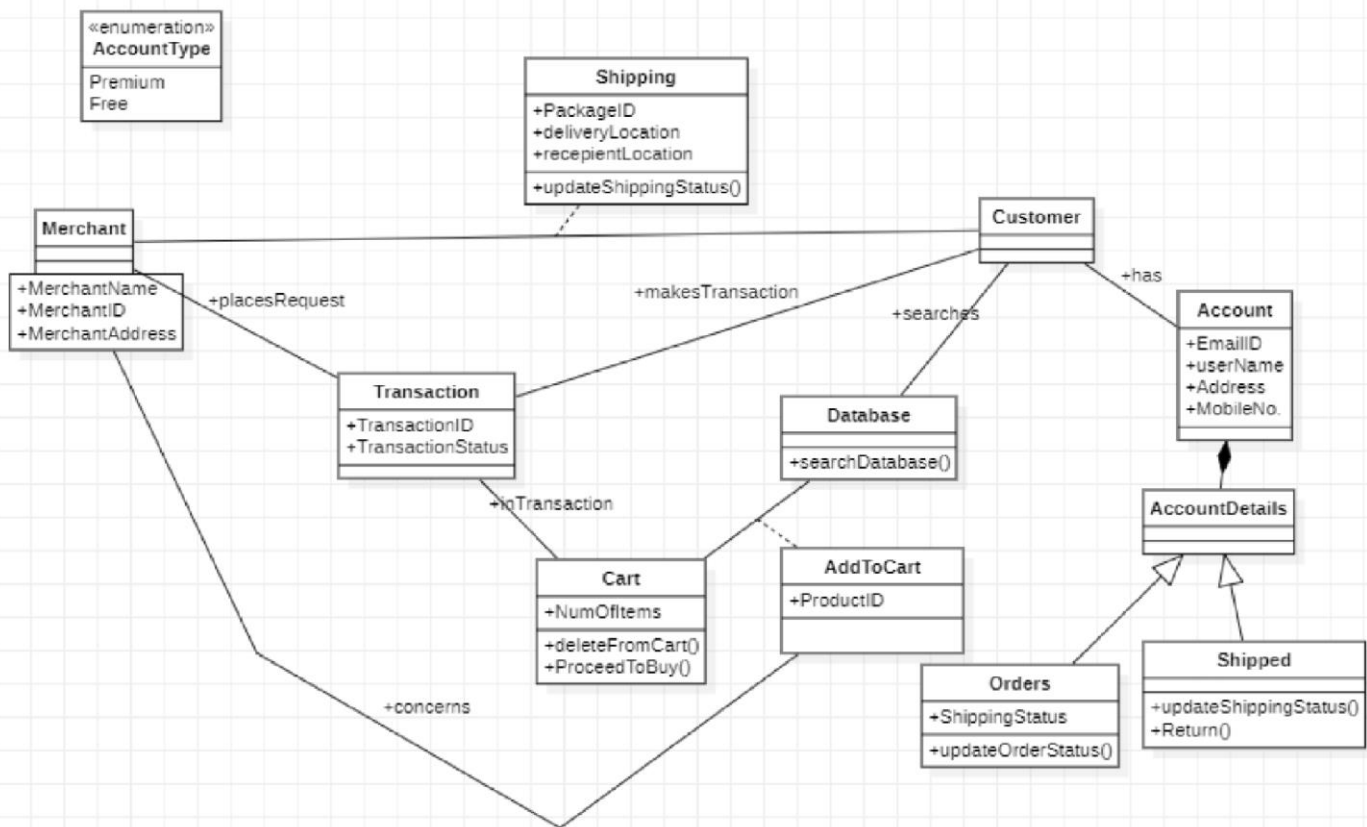 «enumeration»
AccountType
Premium
Free
Shipping
+PackageID
+deliveryLocation
+recepientLocation
+updateShippingStatus()
Merchant
+MerchantName
+MerchantID
+MerchantAddress
Customer
+placesRequest
+makesTransaction
+searches
+has
Account
+EmailID
+userName
+Address
+MobileNo.
Transaction
+TransactionID
+TransactionStatus
Database
+searchDatabase()
+inTransaction
AccountDetails
Cart
+NumOfItems
+deleteFromCart()
+ProceedToBuy()
AddToCart
+ProductID
+concerns
Orders
+ShippingStatus
+updateOrderStatus()
Shipped
+updateShippingStatus()
+Return()